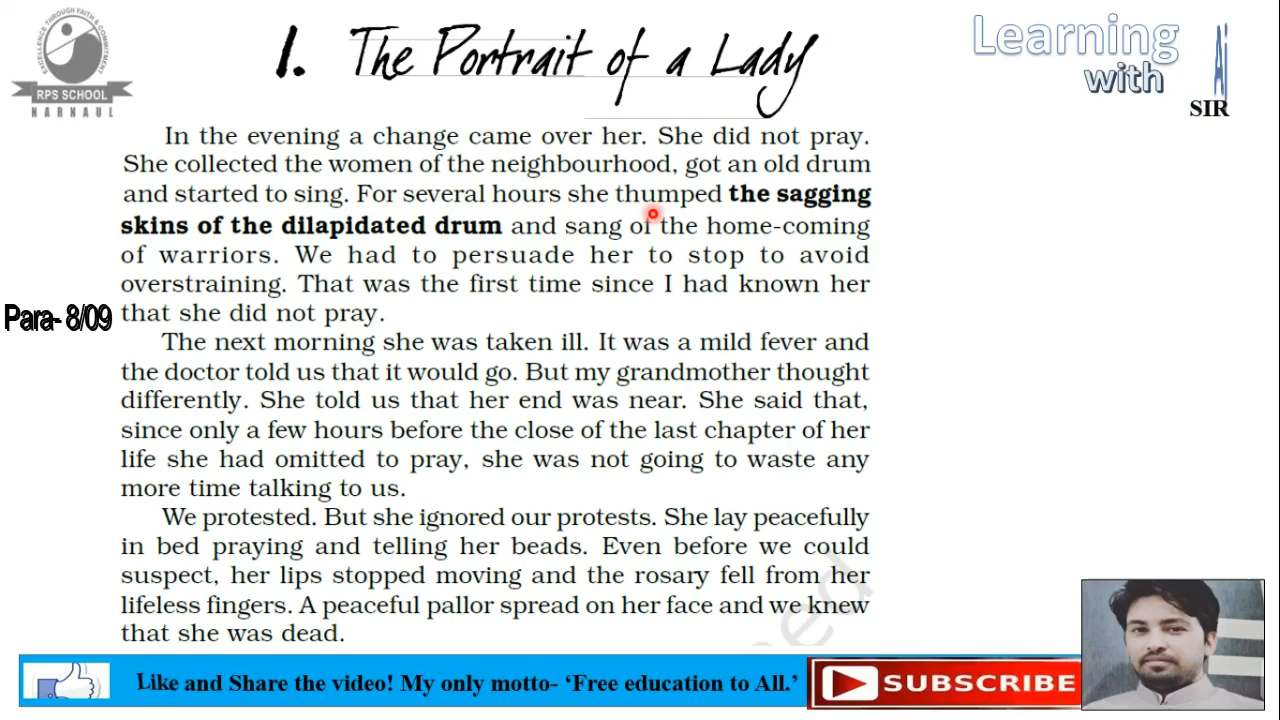 EXCELLENCE THROUGH FAITH & COMMITMENT
RPS SCHOOL
NARNAUL
1. The Portrait of a Lady
Learning
with
Aj
SIR
In the evening a change came over her. She did not pray.
She collected the women of the neighbourhood, got an old drum
and started to sing. For several hours she thumped the sagging
skins of the dilapidated drum and sang of the home-coming
of warriors. We had to persuade her to stop to avoid
overstraining. That was the first time since I had known her
Para- 8/09
that she did not pray.
The next morning she was taken ill. It was a mild fever and
the doctor told us that it would go. But my grandmother thought
differently. She told us that her end was near. She said that,
since only a few hours before the close of the last chapter of her
life she had omitted to pray, she was not going to waste any
more time talking to us.
We protested. But she ignored our protests. She lay peacefully
in bed praying and telling her beads. Even before we could
suspect, her lips stopped moving and the rosary fell from her
lifeless fingers. A peaceful pallor spread on her face and we knew
that she was dead.
Like and Share the video! My only motto- ‘Free education to All.’
SUBSCRIBE